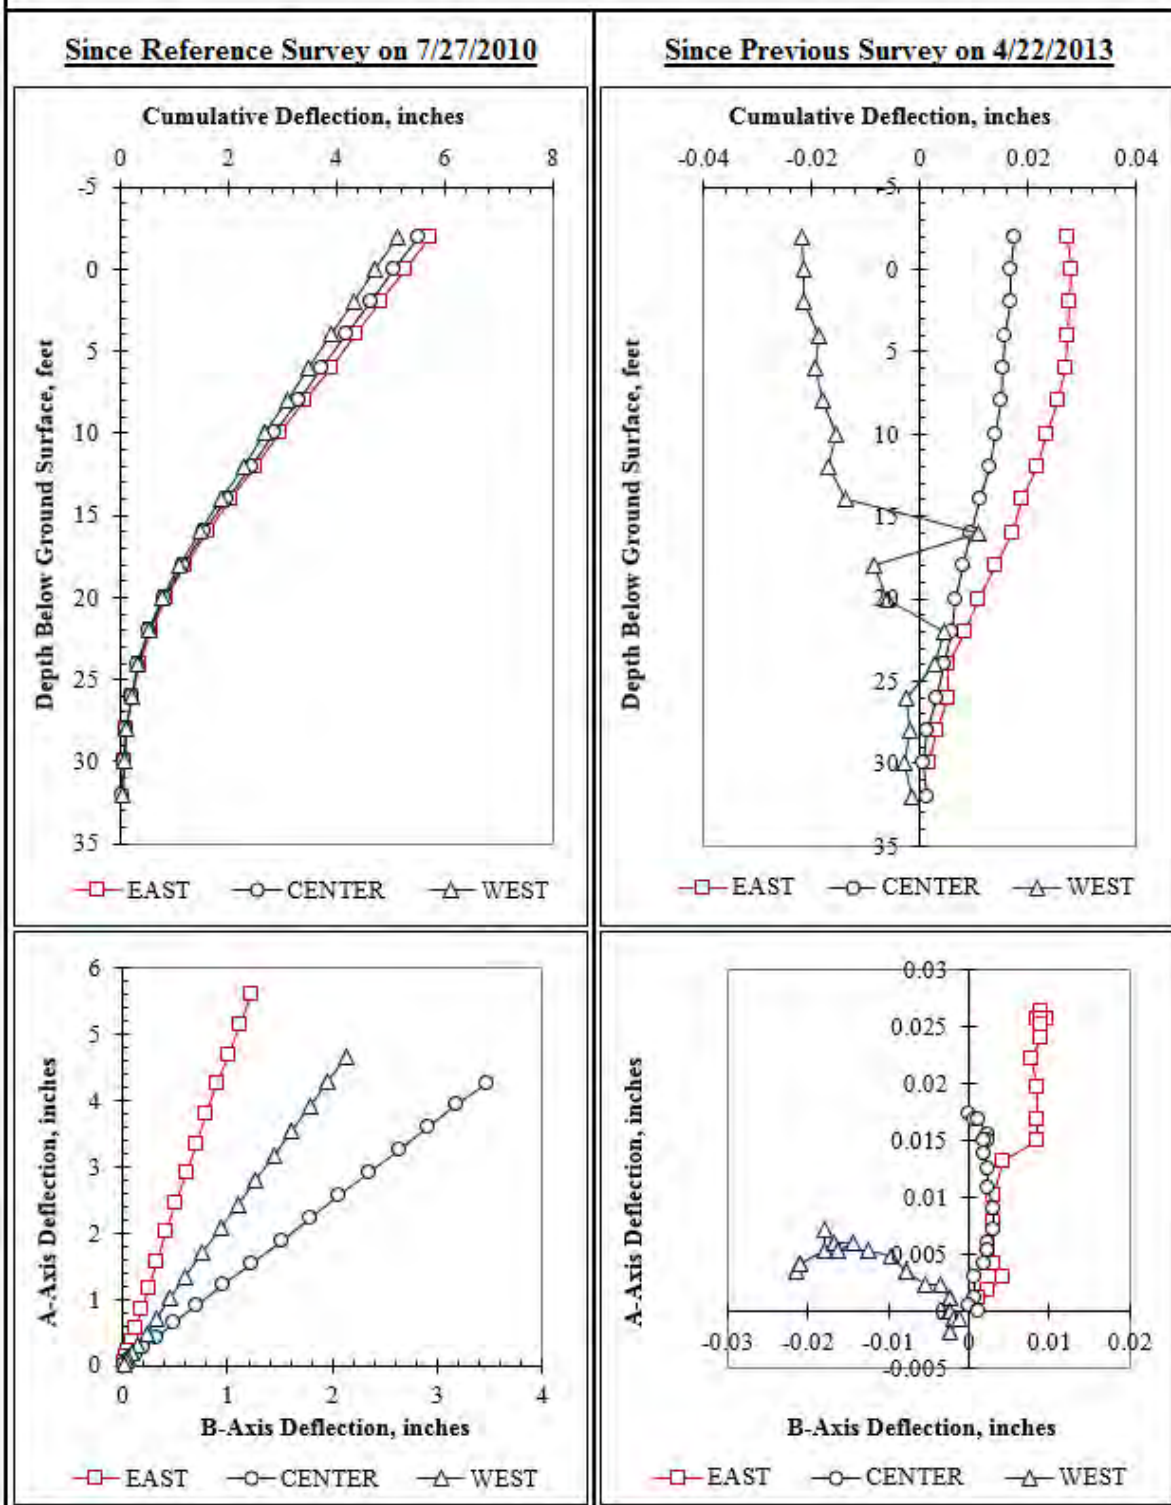 Since Reference Survey on 7/27/2010
Cumulative Deflection, inches
0 2 4 6 8
-5
0
5
10
15
20
25
30
35
Depth Below Ground Surface, feet
EAST CENTER WEST
6
5
4
3
2
1
0
A-Axis Deflection, inches
0 1 2 3 4
B-Axis Deflection, inches
EAST CENTER WEST
Since Previous Survey on 4/22/2013
Cumulative Deflection, inches
-0.04 -0.02 0 0.02 0.04
-5
0
5
10
15
20
25
30
35
Depth Below Ground Surface, feet
EAST CENTER WEST
0.03
0.025
0.02
0.015
0.01
0.005
0
-0.005
A-Axis Deflection, inches
-0.03 -0.02 -0.01 0 0.01 0.02
B-Axis Deflection, inches
EAST CENTER WEST